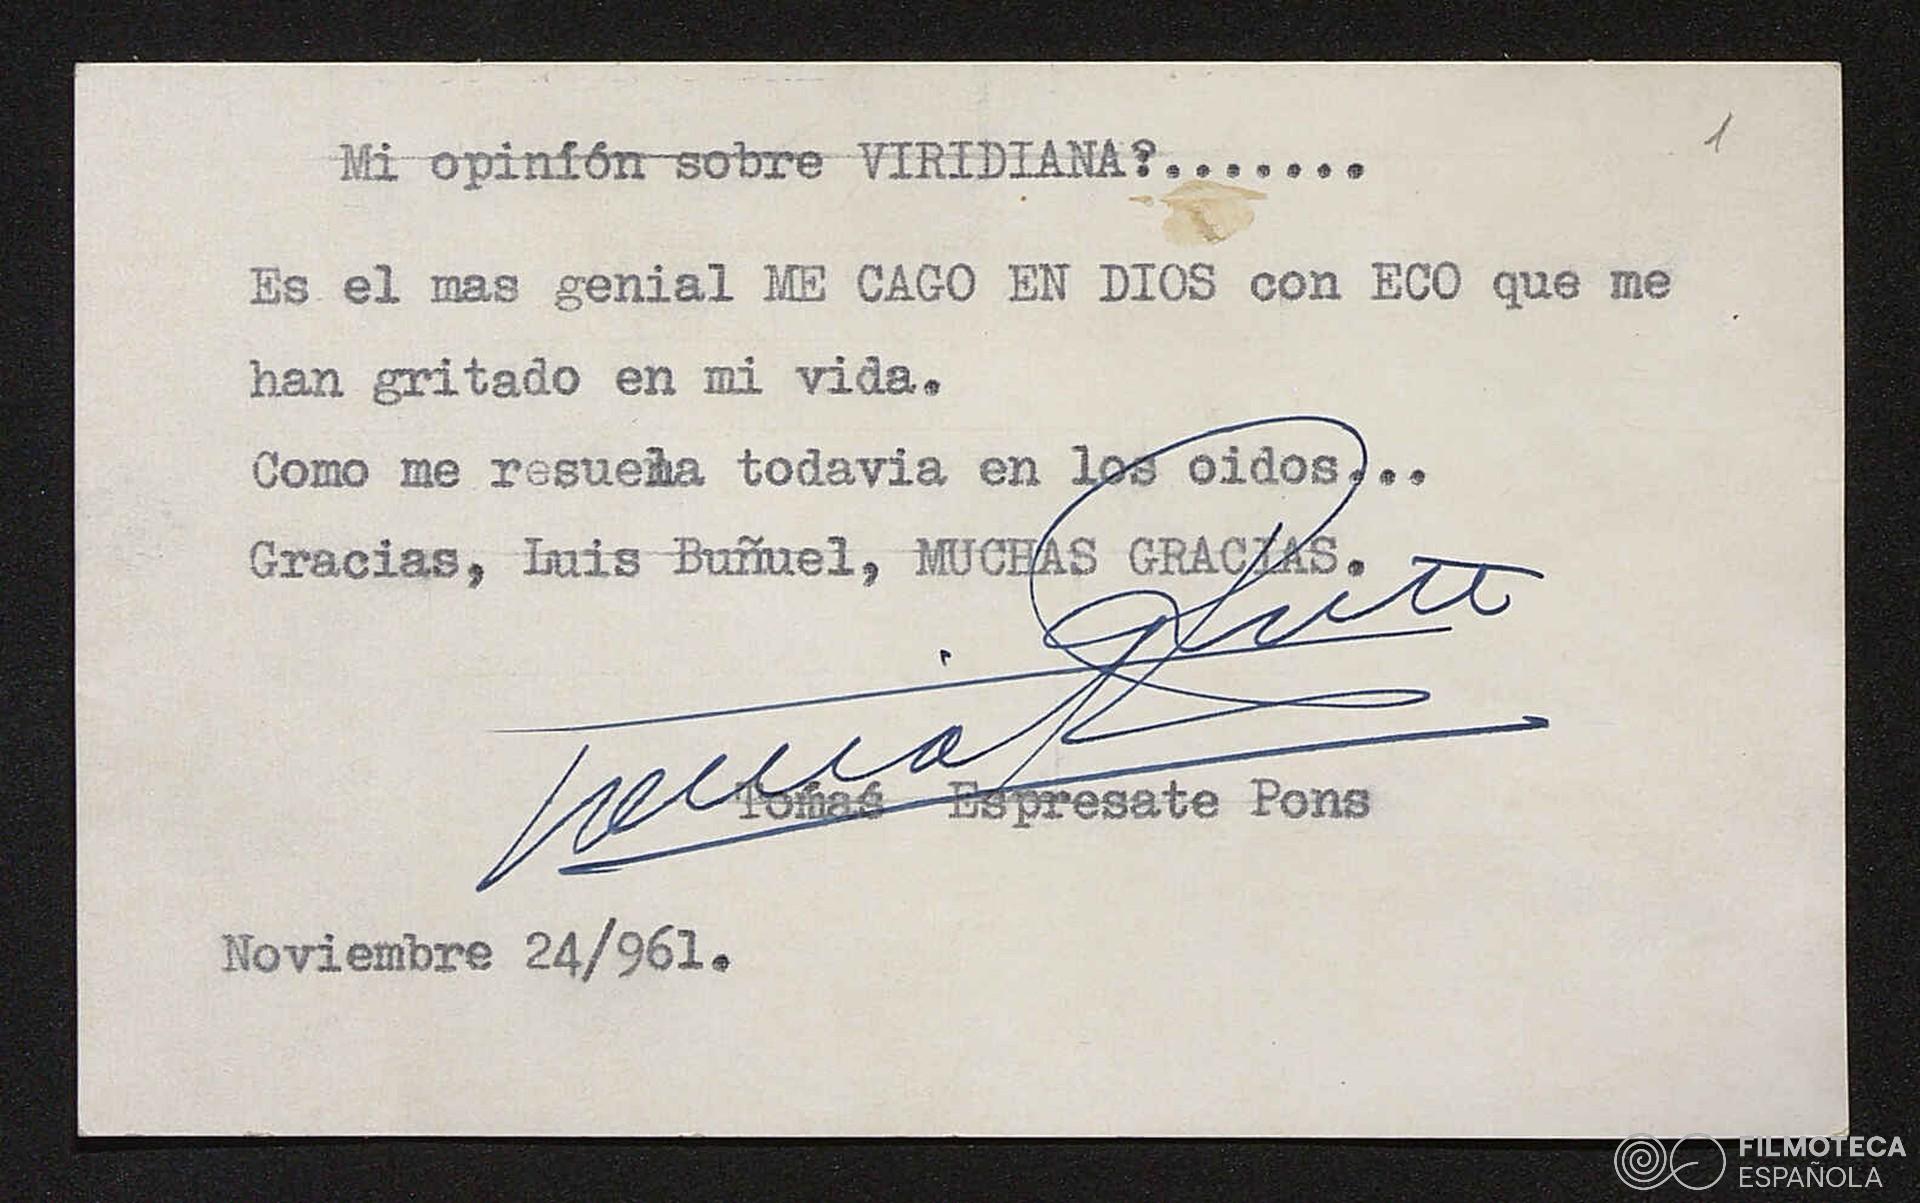 1
Mi opinión sobre VIRIDIANA?.......
Es el mas genial ME CAGO EN DIOS con ECO que me
han gritado en mi vida.
Como me resuena todavia en los oidos...
Gracias, Luis Buñuel, MUCHAS GRACIAS.
Tomás Espresate Pons
Noviembre 24/961.
FILMOTECA
ESPAÑOLA